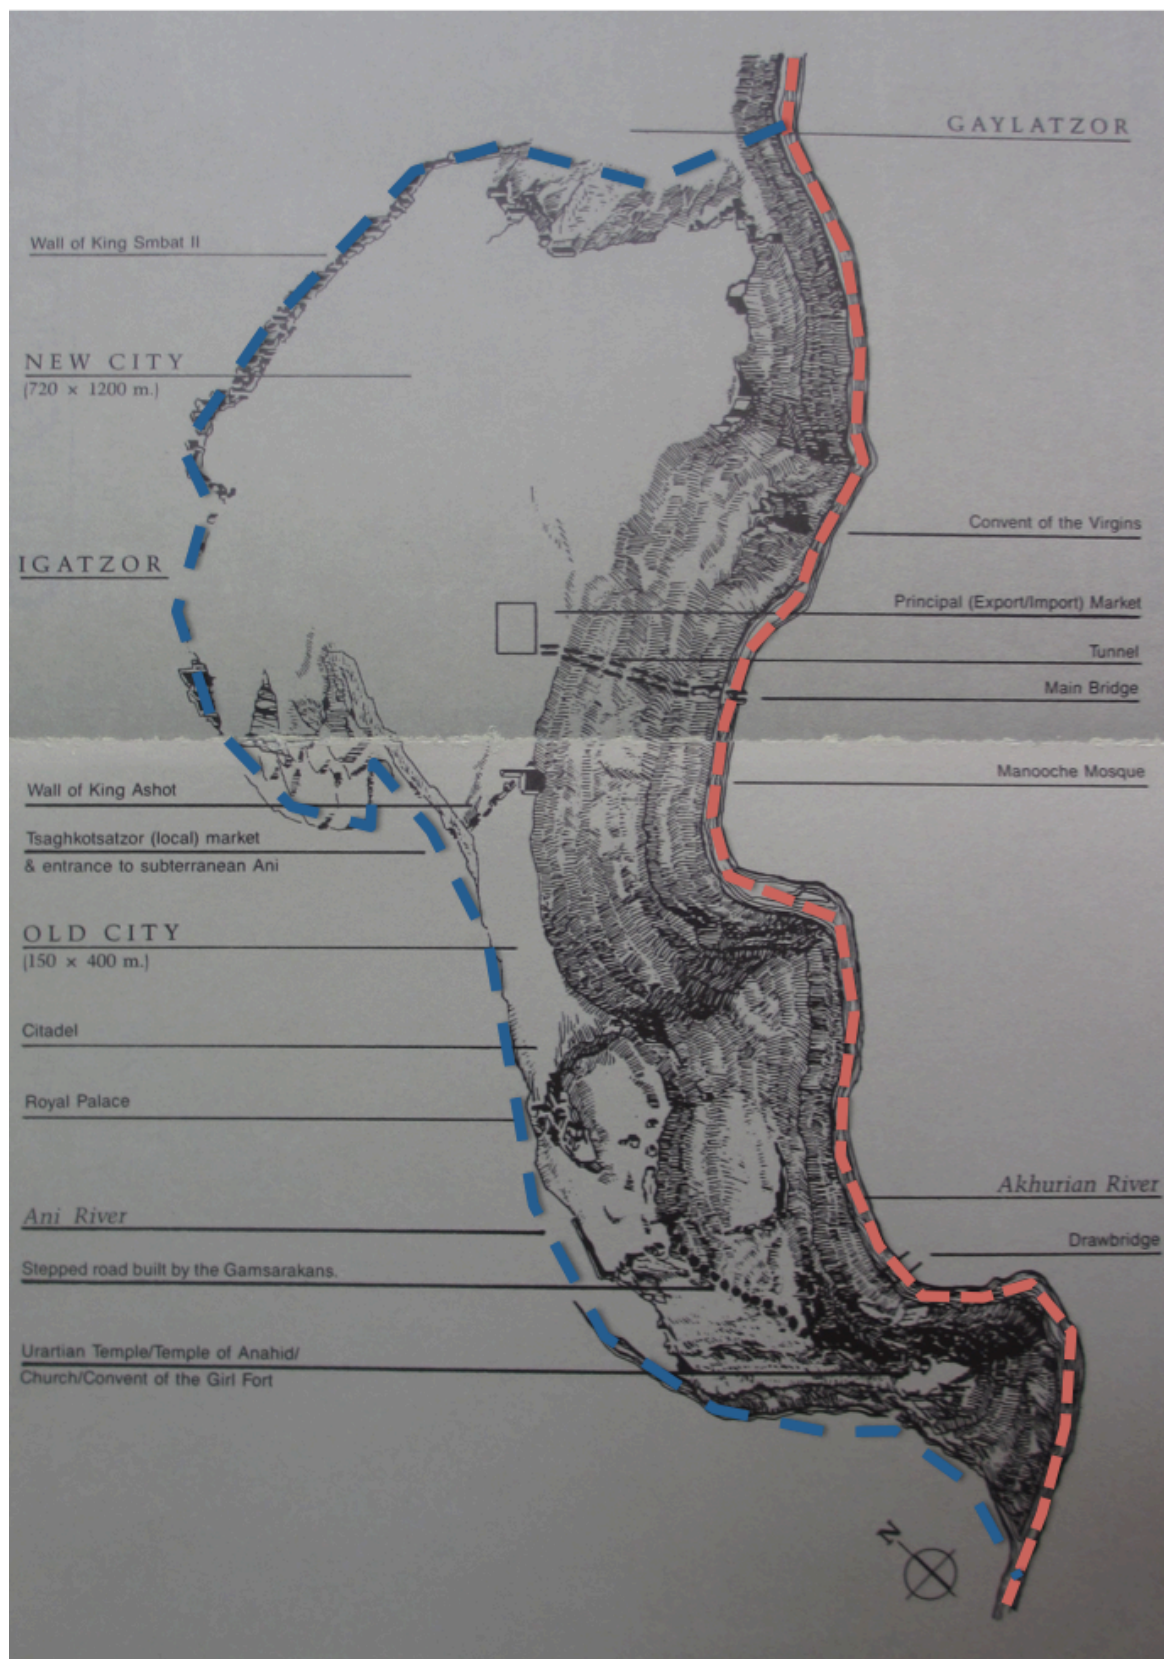 GAYLATZOR
Wall of King Smbat II
NEW CITY
(720 × 1200 m.)
Convent of the Virgins
IGATZOR
Principal (Export/Import) Market
Tunnel
Main Bridge
Manooche Mosque
Wall of King Ashot
Tsaghkotsatzor (local) market
& entrance to subterranean Ani
OLD CITY
(150 × 400 m.)
Citadel
Royal Palace
Akhurian River
Ani River
Drawbridge
Stepped road built by the Gamsarakans.
Urartian Temple/Temple of Anahid/
Church/Convent of the Girl Fort
N